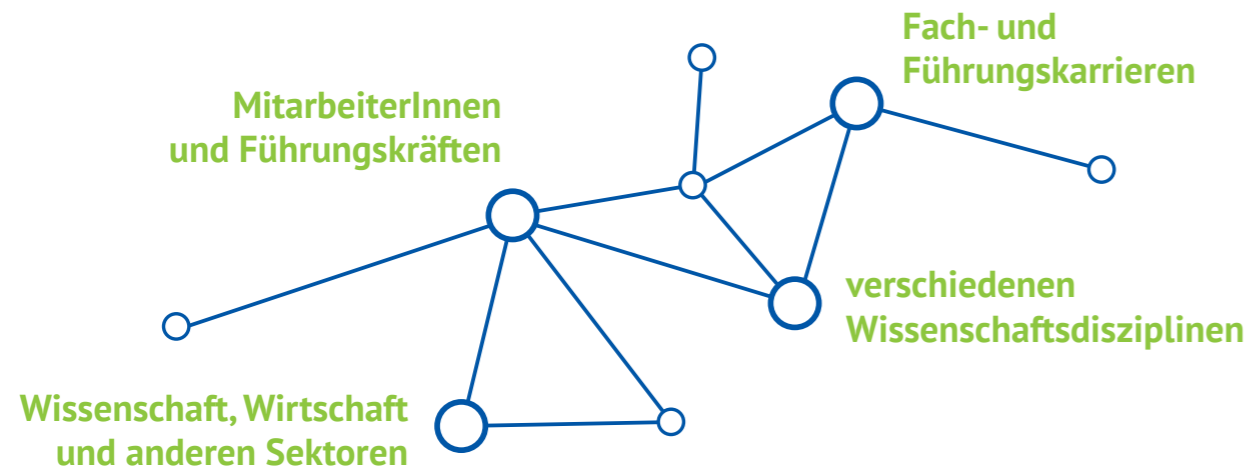 Fach- und
Führungskarrieren
MitarbeiterInnen
und Führungskräften
verschiedenen
Wissenschaftsdisziplinen
Wissenschaft, Wirtschaft
und anderen Sektoren